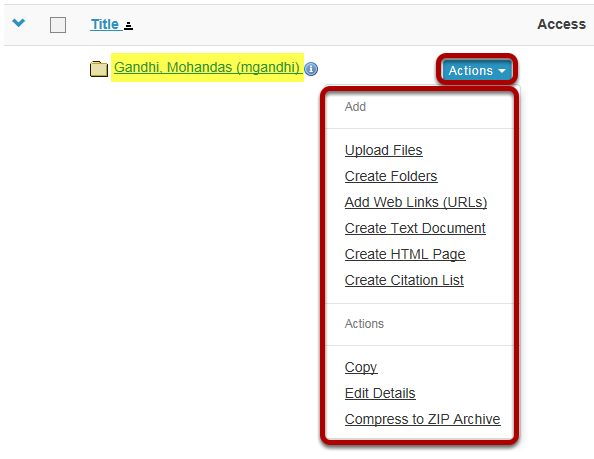 Title Access
Gandhi, Mohandas (mgandhi) Actions
Add
Upload Files
Create Folders
Add Web Links (URLs)
Create Text Document
Create HTML Page
Create Citation List
Actions
Copy
Edit Details
Compress to ZIP Archive